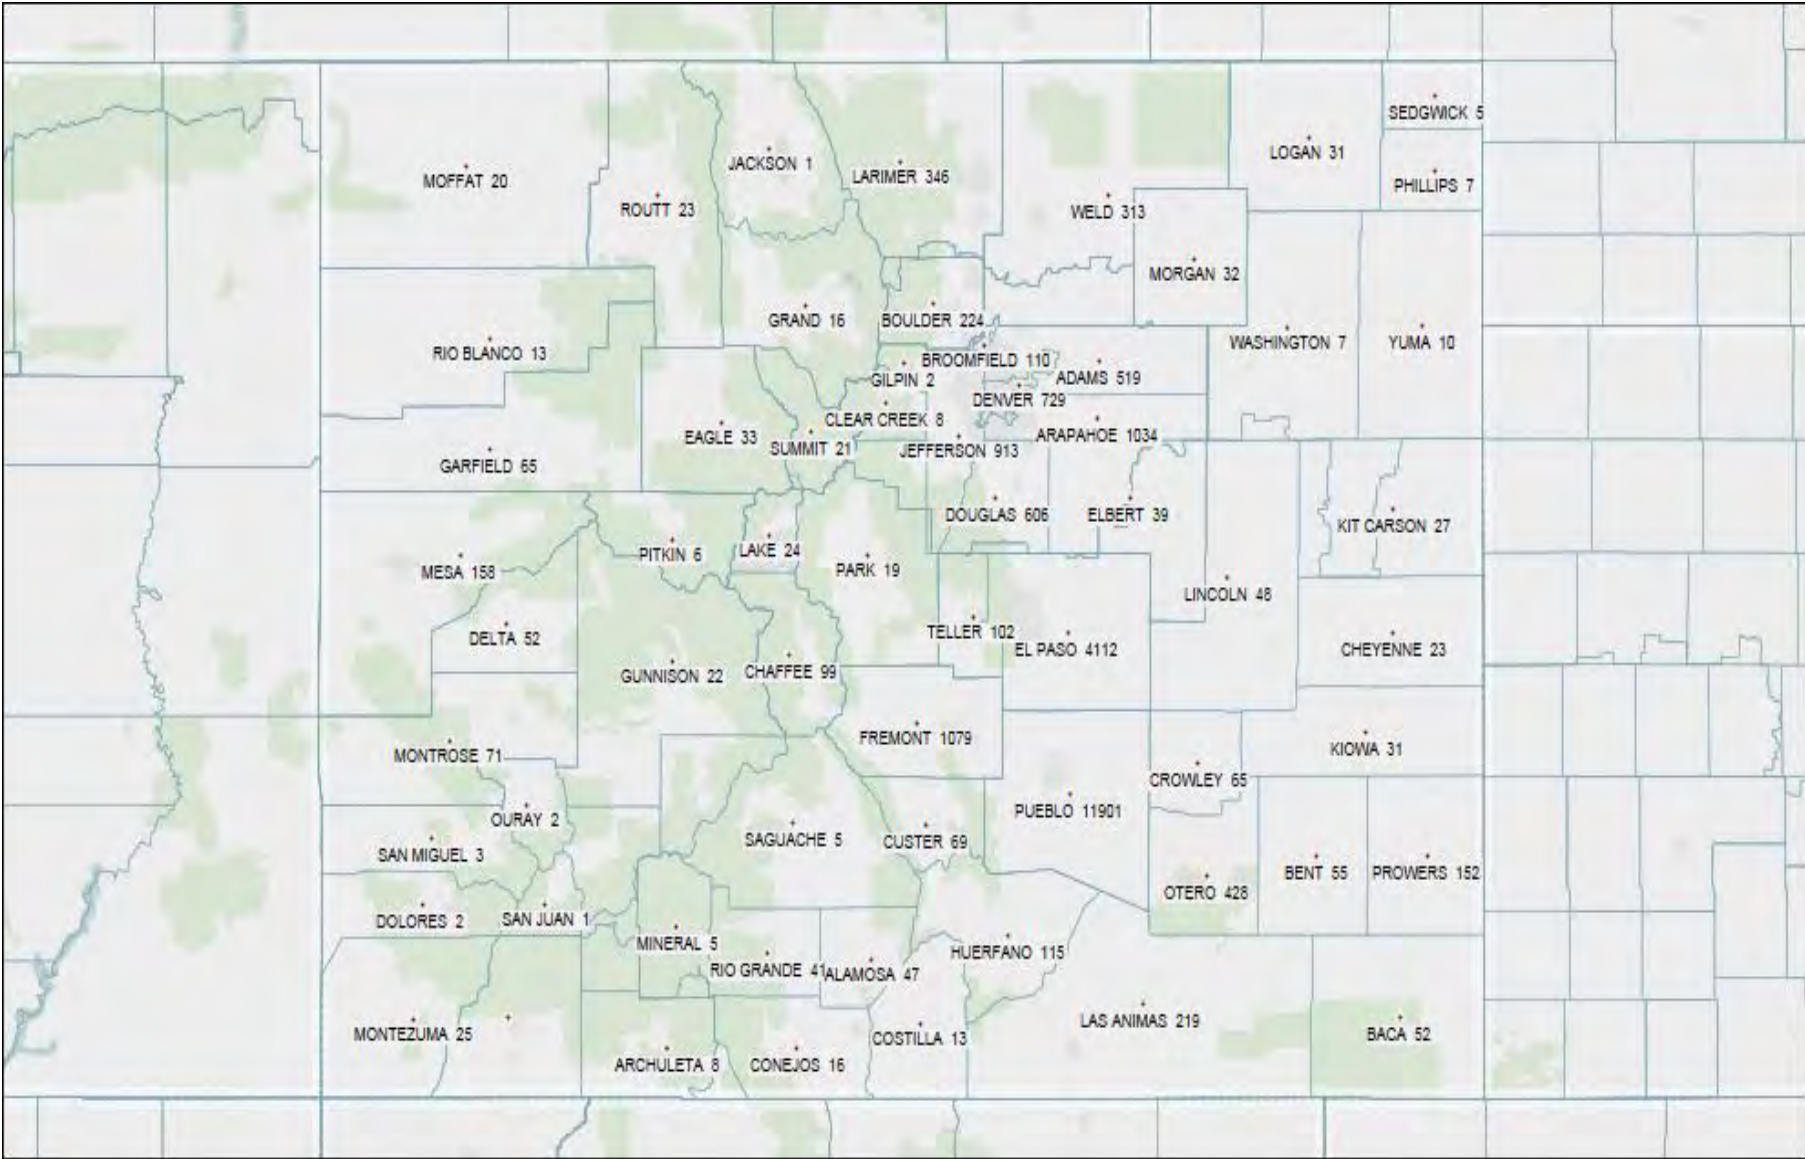 SEDGWICK 5
LOGAN 31
JACKSON 1
LARIMER 346
MOFFAT 20
PHILLIPS 7
ROUTT 23
WELD 313
MORGAN 32
GRAND 16
BOULDER 224
WASHINGTON 7
YUMA 10
RIO BLANCO 13
BROOMFIELD 110
GILPIN 2
ADAMS 519
DENVER 729
CLEAR CREEK 8
EAGLE 33
SUMMIT 21
ARAPAHOE 1034
JEFFERSON 913
GARFIELD 65
DOUGLAS 606
ELBERT 39
KIT CARSON 27
PITKIN 6
LAKE 24
MESA 158
PARK 19
LINCOLN 48
DELTA 52
TELLER 102
EL PASO 4112
CHEYENNE 23
GUNNISON 22
CHAFFEE 99
FREMONT 1079
MONTROSE 71
KIOWA 31
CROWLEY 65
PUEBLO 11901
OURAY 2
SAGUACHE 5
CUSTER 69
SAN MIGUEL 3
BENT 55
PROWERS 152
OTERO 428
DOLORES 2
SAN JUAN 1
MINERAL 5
HUERFANO 115
RIO GRANDE 41
ALAMOSA 47
MONTEZUMA 25
COSTILLA 13
LAS ANIMAS 219
BACA 52
ARCHULETA 8
CONEJOS 16